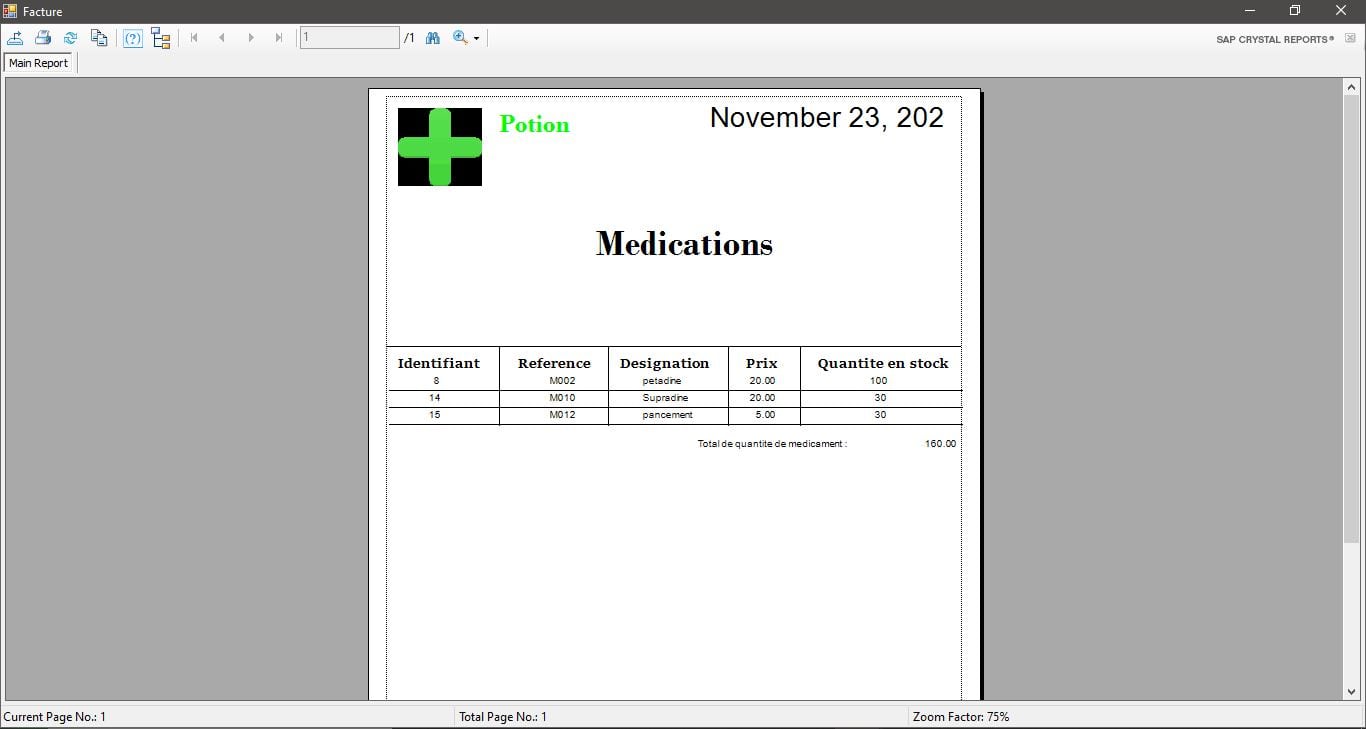 Facture
1 /1 SAP CRYSTAL REPORTS®
Main Report
Potion November 23, 202
Medications
Identifiant Reference Designation Prix Quantite en stock
8 M002 petadine 20.00 100
14 M010 Supradine 20.00 30
15 M012 pancement 5.00 30
Total de quantite de medicament : 160.00
Current Page No.: 1 Total Page No.: 1 Zoom Factor: 75%